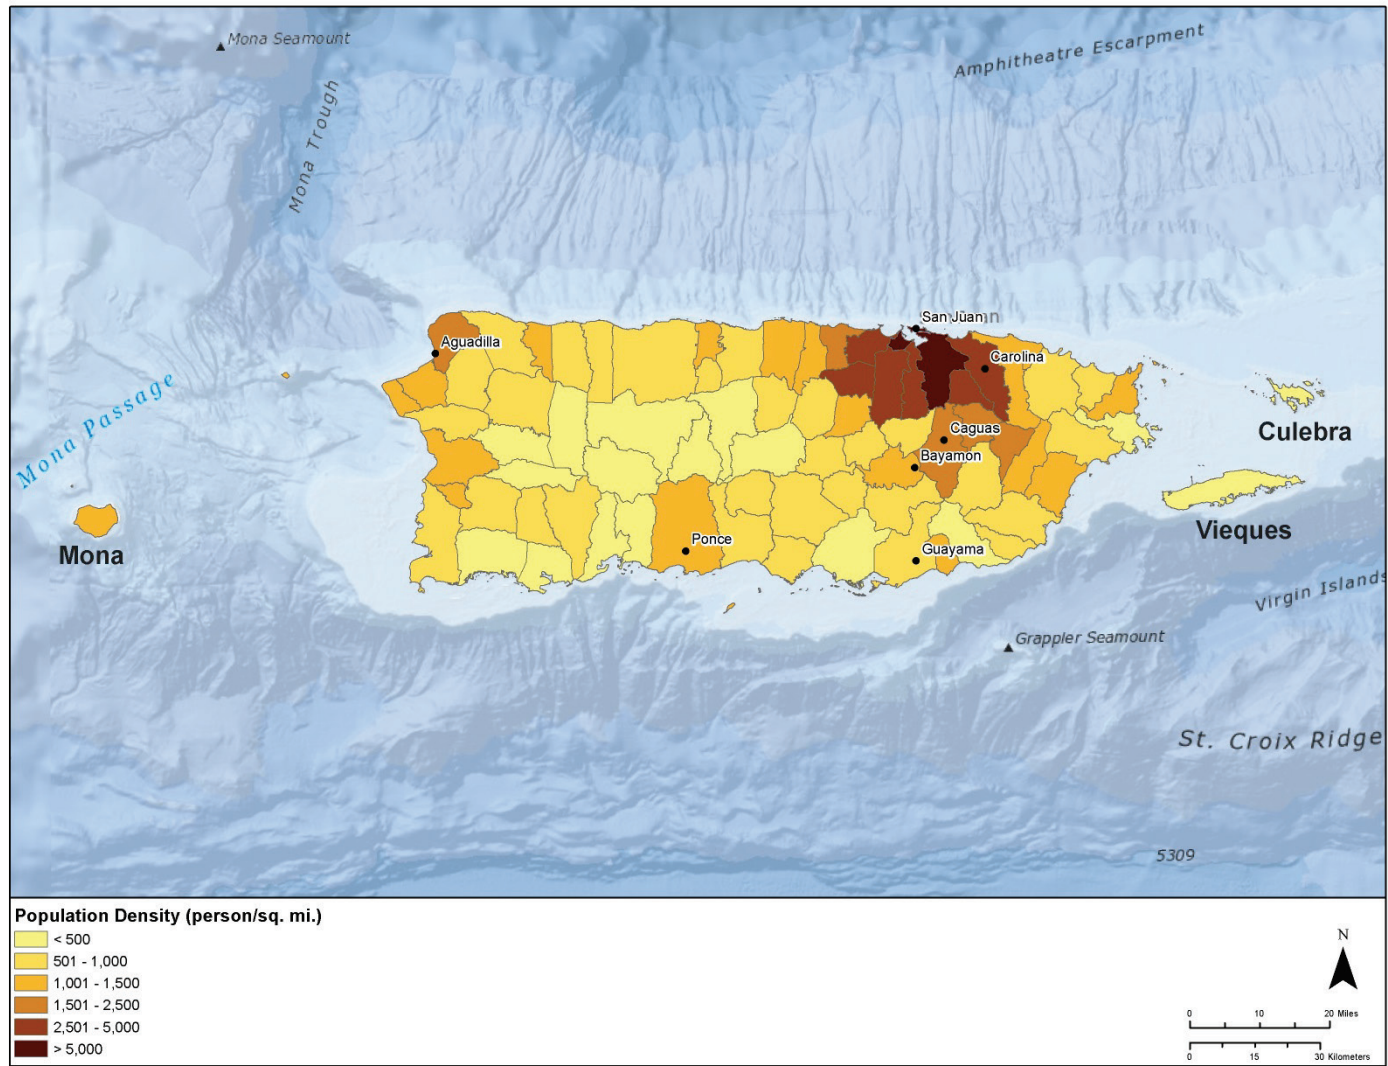 Mona Seamount
Amphitheatre Escarpment
Mona Trough
San Juan
Aguadilla
Carolina
Mona Passage
Culebra
Caguas
Bayamon
Vieques
Mona
Ponce
Guayama
Virgin Islands
Grappler Seamount
St. Croix Ridge
5309
Population Density (person/sq. mi.)
< 500
501 - 1,000
1,001 - 1,500
1,501 - 2,500
2,501 - 5,000
> 5,000
N
0 10 20 Miles
0 15 30 Kilometers